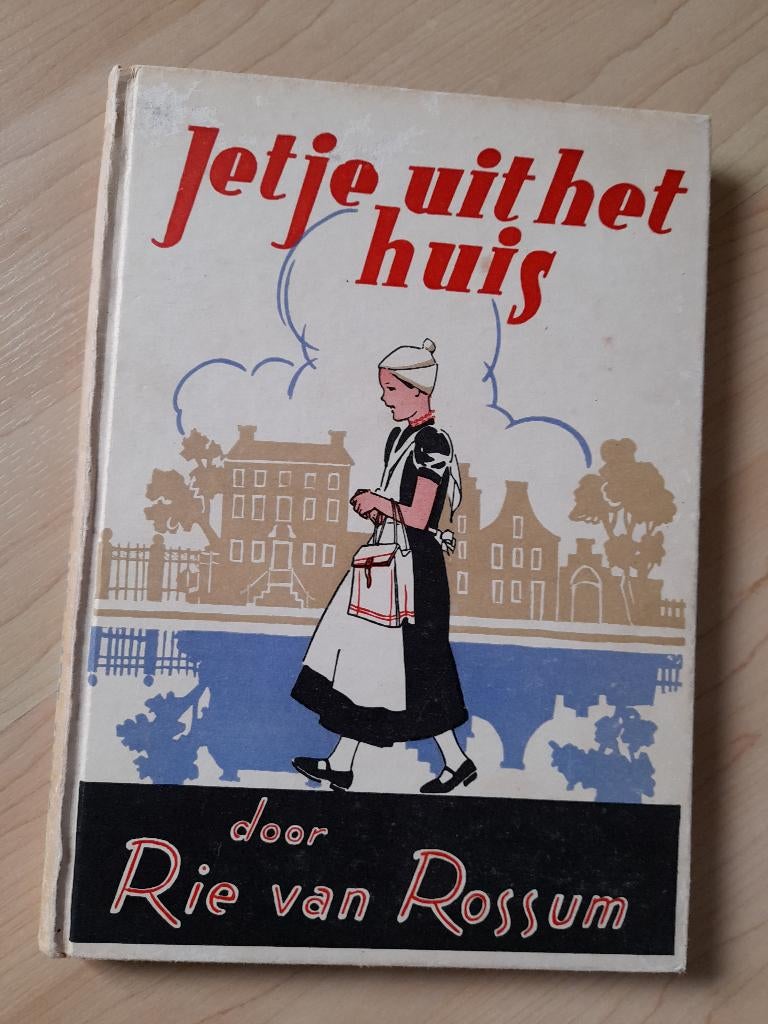 Jetje uit het
huis
door
Rie van Rossum